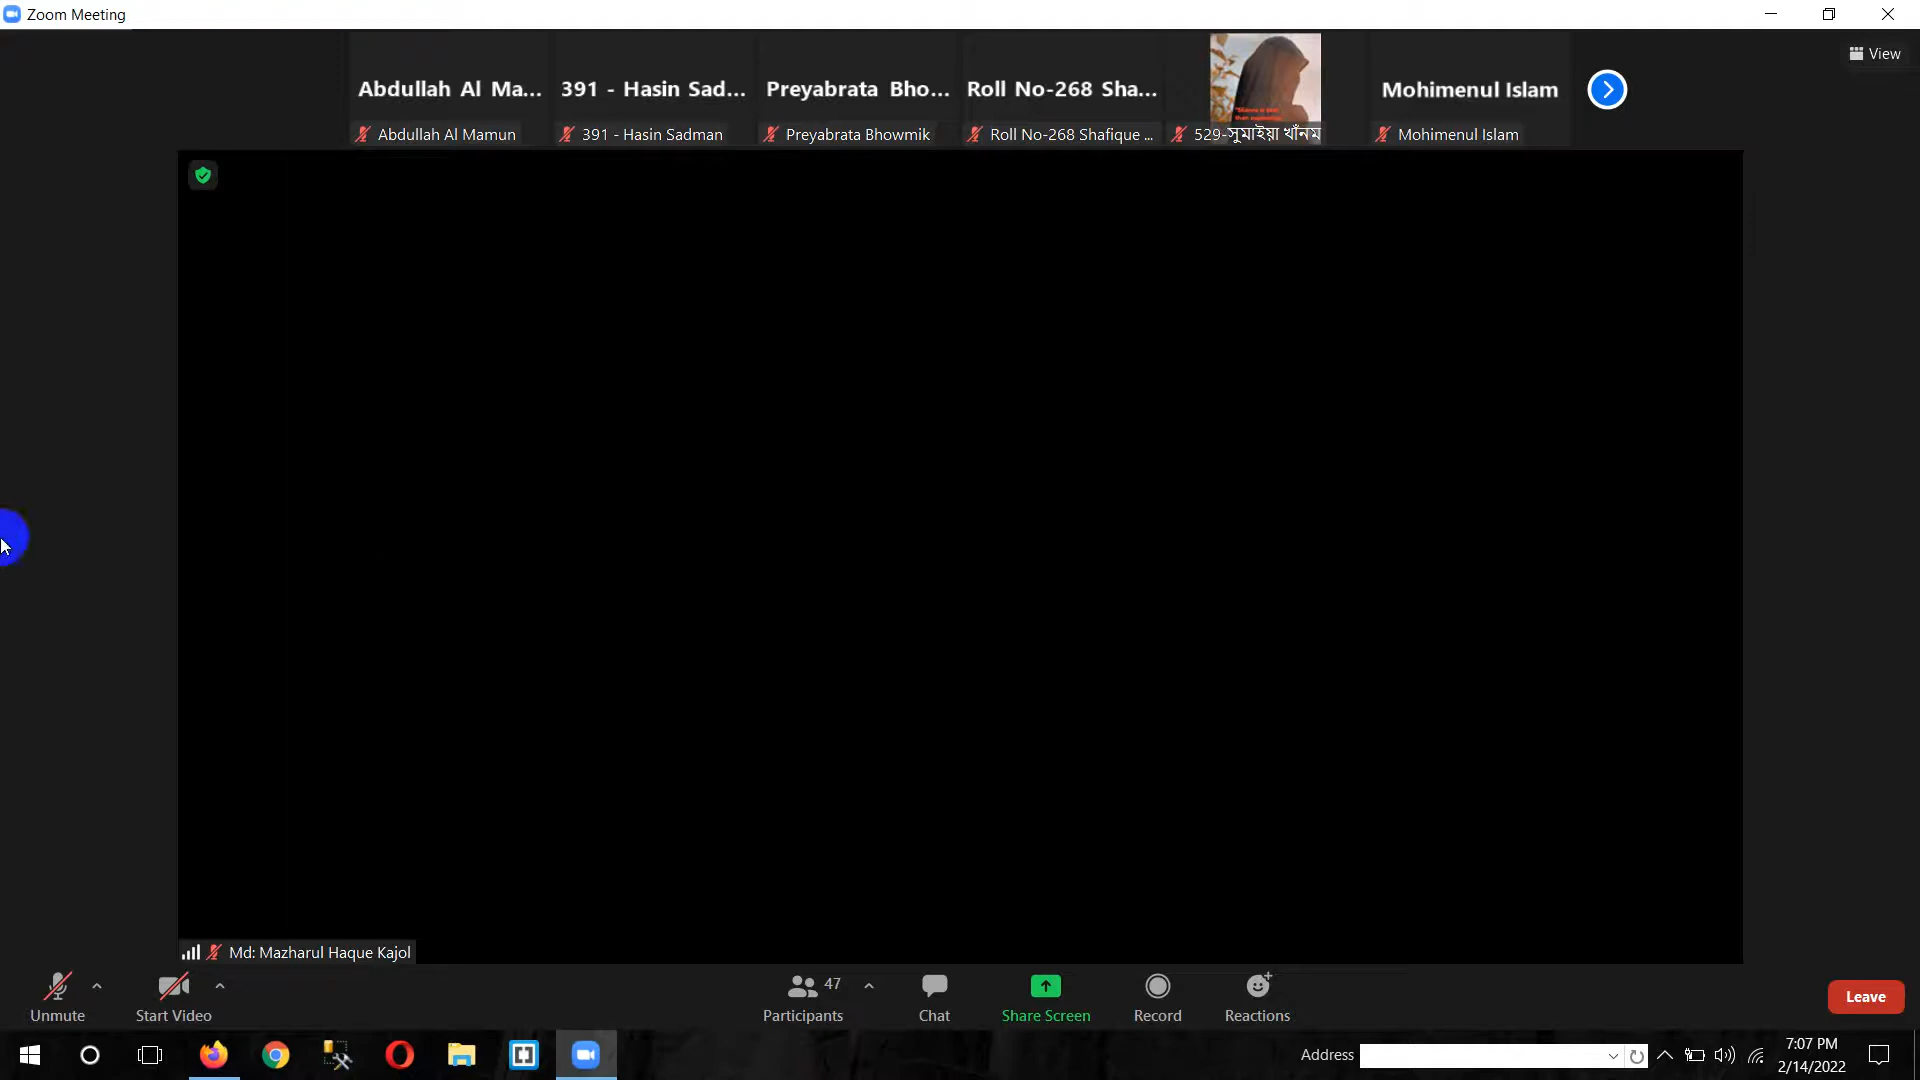 Zoom Meeting
View
Abdullah Al Ma...
391 - Hasin Sad...
Preyabrata Bho...
Roll No-268 Sha...
Mohimenul Islam
Abdullah Al Mamun
391 - Hasin Sadman
Preyabrata Bhowmik
Roll No-268 Shafique ...
529-সুমাইয়া খাঁনম
Mohimenul Islam
Md: Mazharul Haque Kajol
Unmute
Start Video
47
Participants
Chat
Share Screen
Record
Reactions
Leave
Address
7:07 PM
2/14/2022